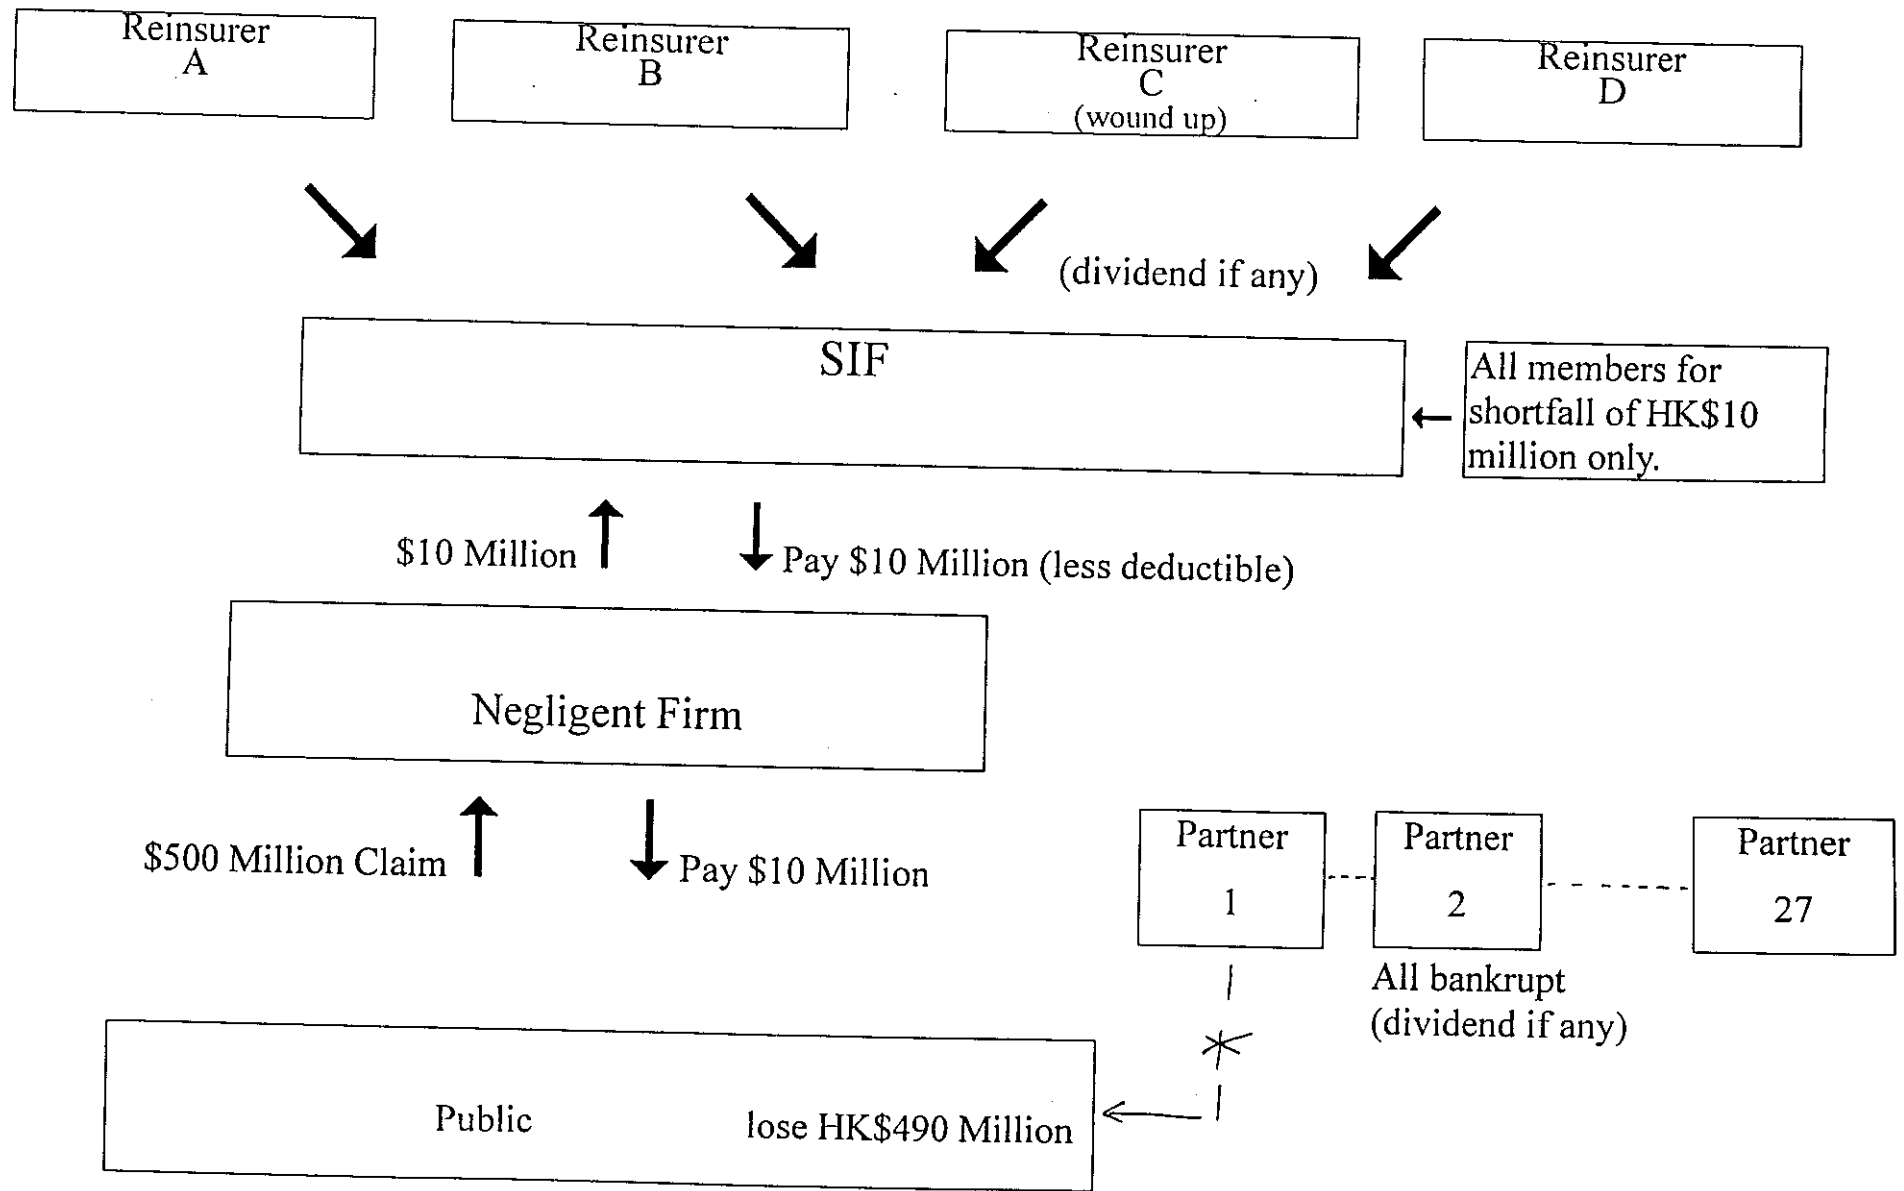 Reinsurer
A
Reinsurer
B
Reinsurer
C
(wound up)
Reinsurer
D
(dividend if any)
SIF
All members for
shortfall of HK$10
million only.
$10 Million
Pay $10 Million (less deductible)
Negligent Firm
$500 Million Claim
Pay $10 Million
Partner
1
Partner
2
Partner
27
All bankrupt
(dividend if any)
Public
lose HK$490 Million